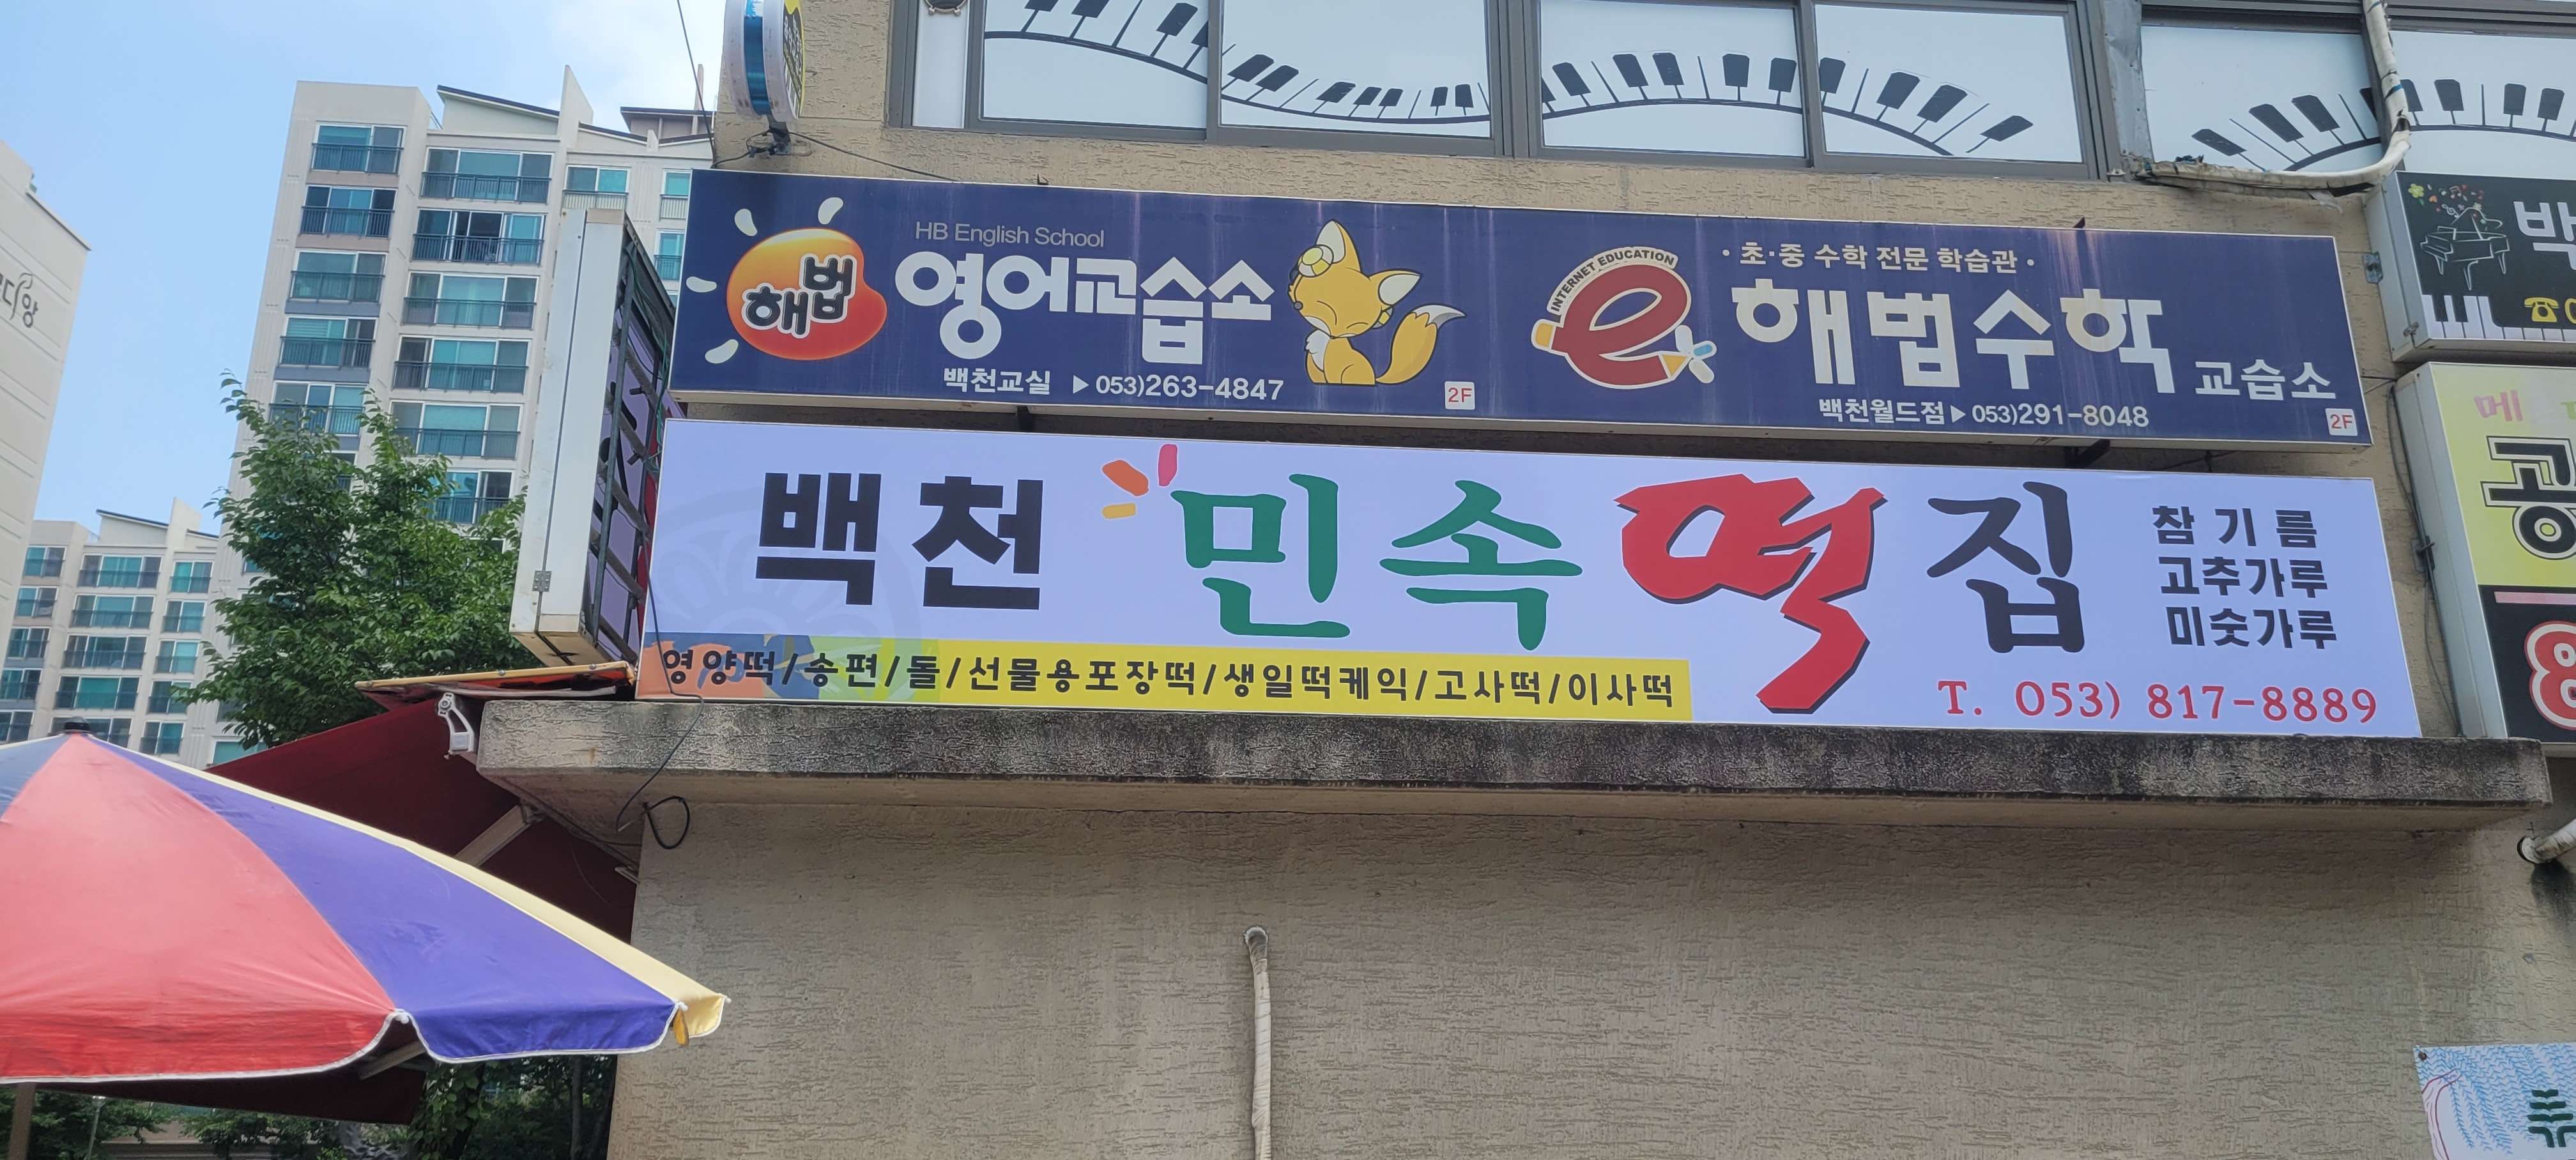 HB English School
해법 영어교습소
백천교실 ▶053)263-4847
2F
INTERNET EDUCATION
e
·초·중 수학 전문 학습관·
해법수학 교습소
백천월드점▶053)291-8048
2F
백천 민속떡집
참기름
고추가루
미숫가루
영양떡/송편/돌/선물용포장떡/생일떡케익/고사떡/이사떡
T. 053) 817-8889